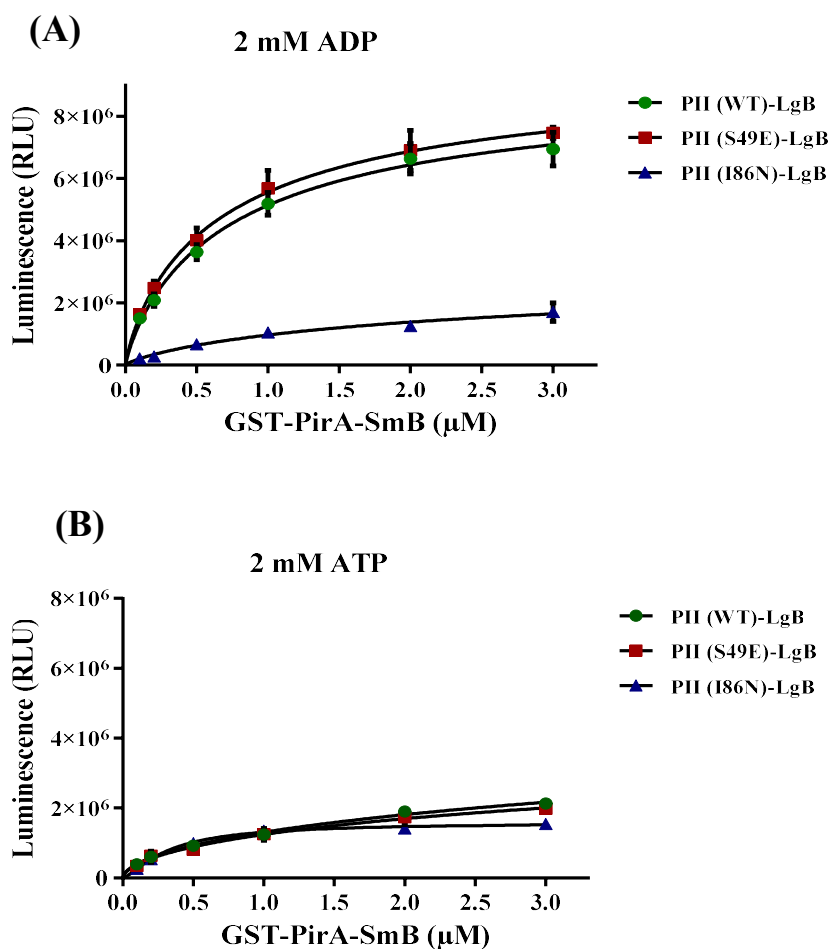 (A)
2 mM ADP
Luminescence (RLU)
8×10⁶
6×10⁶
4×10⁶
2×10⁶
0
0.0 0.5 1.0 1.5 2.0 2.5 3.0
GST-PirA-SmB (µM)
PII (WT)-LgB
PII (S49E)-LgB
PII (I86N)-LgB
(B)
2 mM ATP
Luminescence (RLU)
8×10⁶
6×10⁶
4×10⁶
2×10⁶
0
0.0 0.5 1.0 1.5 2.0 2.5 3.0
GST-PirA-SmB (µM)
PII (WT)-LgB
PII (S49E)-LgB
PII (I86N)-LgB